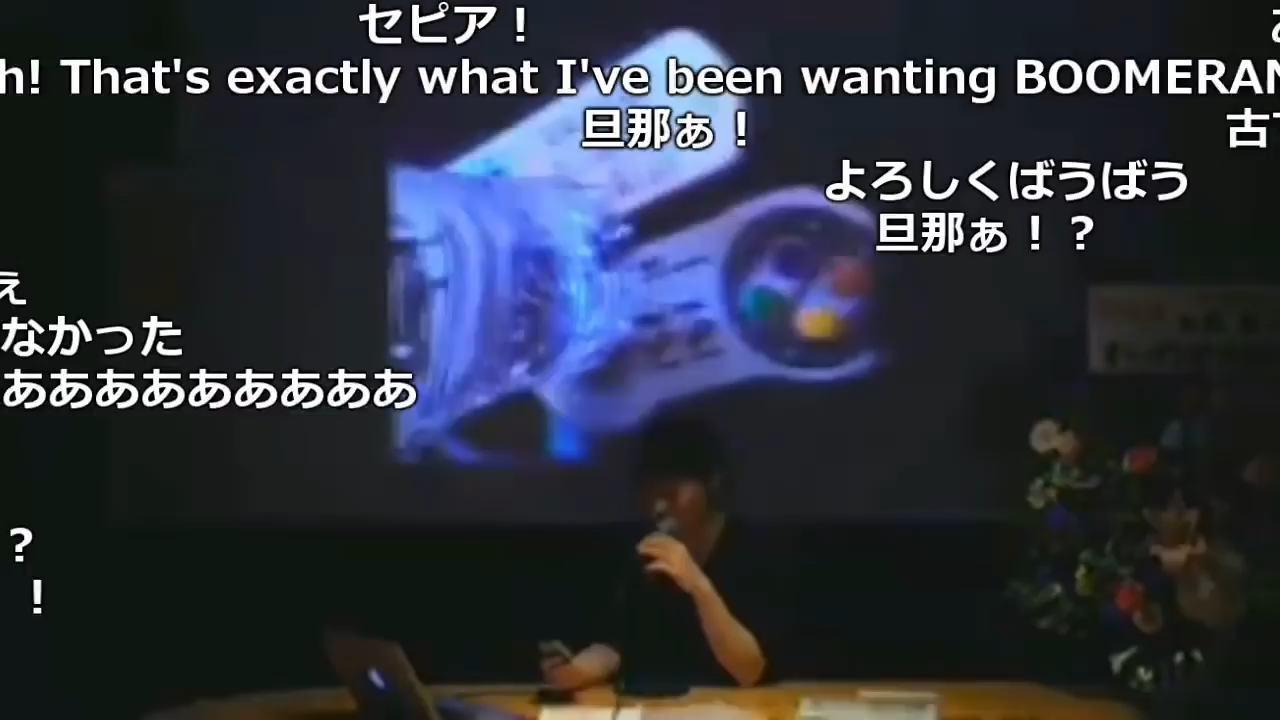 セピア！
h! That's exactly what I've been wanting BOOMERAN
旦那ぁ！
古
よろしくばうばう
旦那ぁ！？
ぇ
なかった
ああああああああああ
？
！